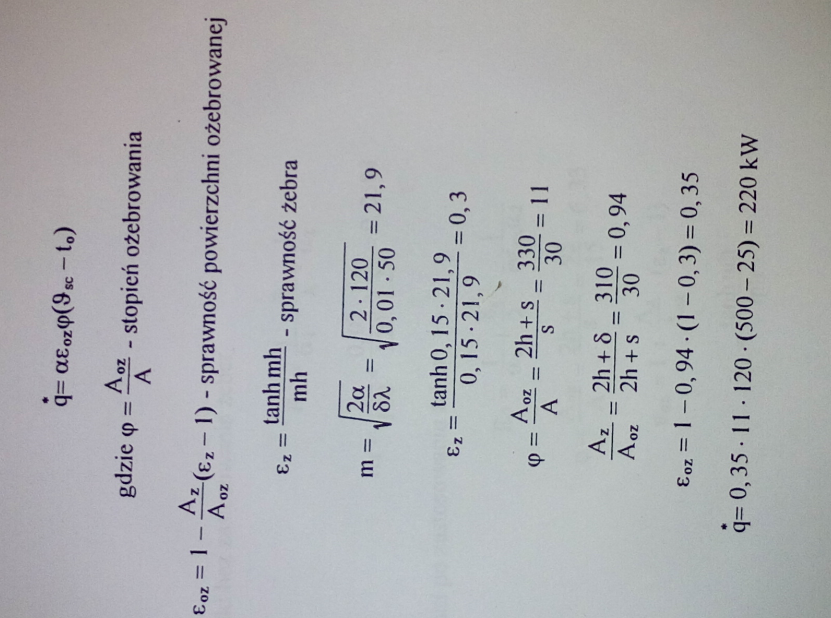 q̇ = αε_oz φ(ϑ_sc − t_o)
gdzie φ = A_oz / A - stopień ożebrowania
ε_oz = 1 − A_z / A_oz (ε_z − 1) - sprawność powierzchni ożebrowanej
ε_z = tanh mh / mh - sprawność żebra
m = √(2α / δλ) = √(2 · 120 / 0,01 · 50) = 21,9
ε_z = tanh 0,15 · 21,9 / 0,15 · 21,9 = 0,3
φ = A_oz / A = 2h + s / s = 330 / 30 = 11
A_z / A_oz = 2h + δ / 2h + s = 310 / 30 = 0,94
ε_oz = 1 − 0,94 · (1 − 0,3) = 0,35
q̇ = 0,35 · 11 · 120 · (500 − 25) = 220 kW